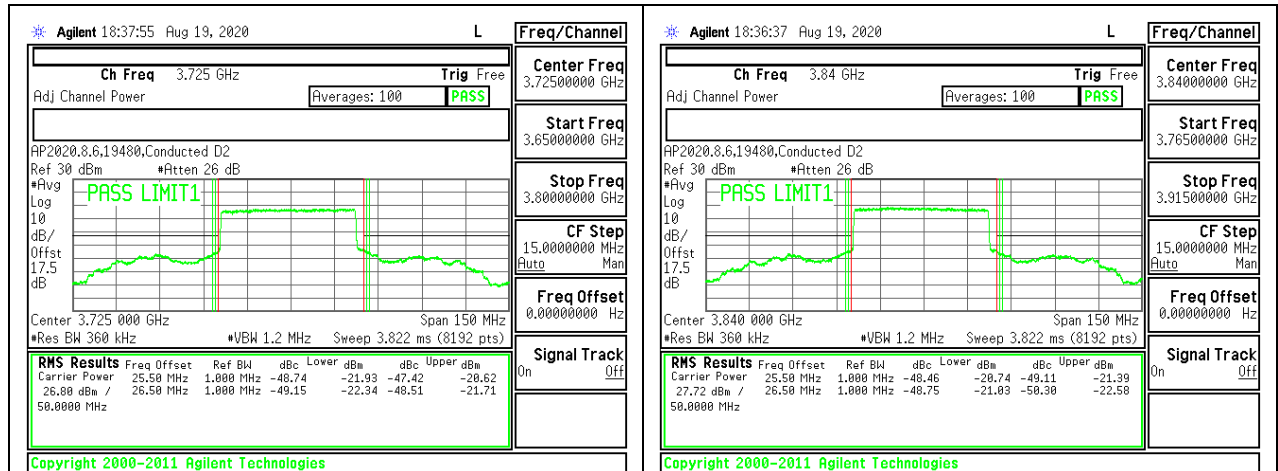 Agilent 18:37:55 Aug 19, 2020 L
Freq/Channel
Ch Freq 3.725 GHz Trig Free
Adj Channel Power Averages: 100 PASS
AP2020.8.6,19480,Conducted D2
Ref 30 dBm #Atten 26 dB
#Avg
Log
10
dB/
Offst
17.5
dB
PASS LIMIT1
Center 3.725 000 GHz Span 150 MHz
#Res BW 360 kHz #VBW 1.2 MHz Sweep 3.822 ms (8192 pts)
RMS Results Freq Offset Ref BW dBc Lower dBm dBc Upper dBm
Carrier Power 25.50 MHz 1.000 MHz -48.74 -21.93 -47.42 -20.62
26.80 dBm / 26.50 MHz 1.000 MHz -49.15 -22.34 -48.51 -21.71
50.0000 MHz
Center Freq
3.72500000 GHz
Start Freq
3.65000000 GHz
Stop Freq
3.80000000 GHz
CF Step
15.0000000 MHz
Auto Man
Freq Offset
0.00000000 Hz
Signal Track
On Off
Copyright 2000-2011 Agilent Technologies
Agilent 18:36:37 Aug 19, 2020 L
Freq/Channel
Ch Freq 3.84 GHz Trig Free
Adj Channel Power Averages: 100 PASS
AP2020.8.6,19480,Conducted D2
Ref 30 dBm #Atten 26 dB
#Avg
Log
10
dB/
Offst
17.5
dB
PASS LIMIT1
Center 3.840 000 GHz Span 150 MHz
#Res BW 360 kHz #VBW 1.2 MHz Sweep 3.822 ms (8192 pts)
RMS Results Freq Offset Ref BW dBc Lower dBm dBc Upper dBm
Carrier Power 25.50 MHz 1.000 MHz -48.46 -20.74 -49.11 -21.39
27.72 dBm / 26.50 MHz 1.000 MHz -48.75 -21.03 -50.30 -22.58
50.0000 MHz
Center Freq
3.84000000 GHz
Start Freq
3.76500000 GHz
Stop Freq
3.91500000 GHz
CF Step
15.0000000 MHz
Auto Man
Freq Offset
0.00000000 Hz
Signal Track
On Off
Copyright 2000-2011 Agilent Technologies